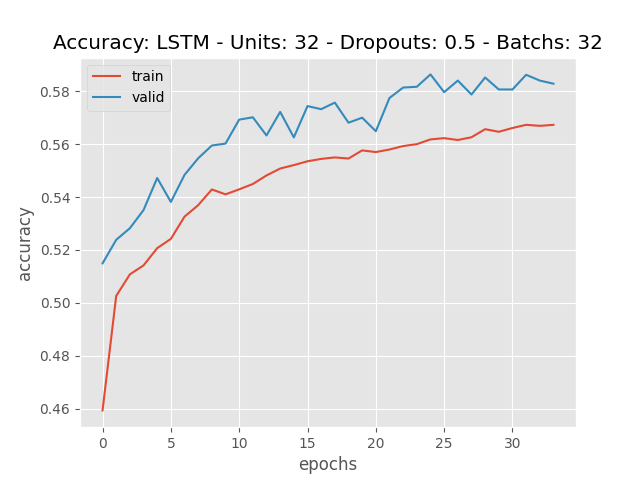 Accuracy: LSTM - Units: 32 - Dropouts: 0.5 - Batchs: 32
train
valid
accuracy
0.58
0.56
0.54
0.52
0.50
0.48
0.46
0 5 10 15 20 25 30
epochs